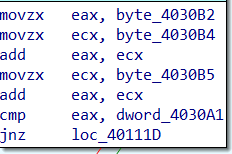 movzx eax, byte_4030B2
movzx ecx, byte_4030B4
add eax, ecx
movzx ecx, byte_4030B5
add eax, ecx
cmp eax, dword_4030A1
jnz loc_40111D